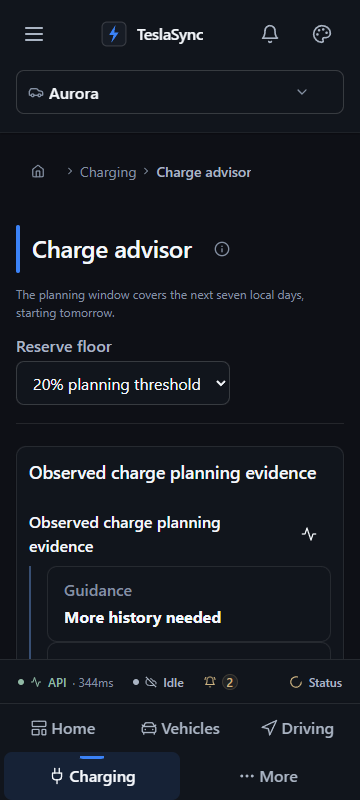 TeslaSync
Aurora
Charging
Charge advisor
Charge advisor
The planning window covers the next seven local days,
starting tomorrow.
Reserve floor
20% planning threshold
Observed charge planning evidence
Observed charge planning
evidence
Guidance
More history needed
API · 344ms
Idle
2
Status
Home
Vehicles
Driving
Charging
More